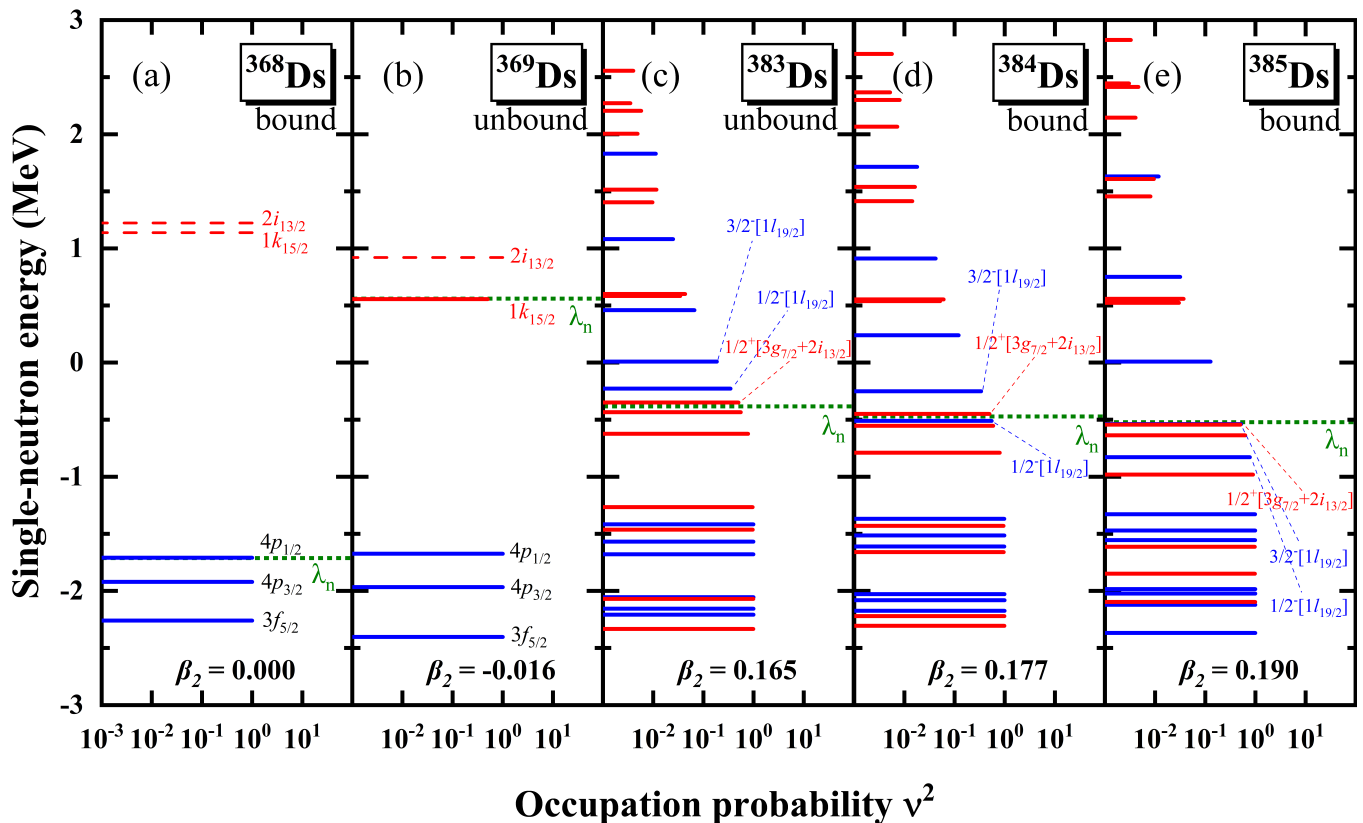 Single-neutron energy (MeV)
3
2
1
0
-1
-2
-3
(a)
³⁶⁸Ds
bound
2i₁₃/₂
1k₁₅/₂
4p₁/₂
λₙ
4p₃/₂
3f₅/₂
β₂ = 0.000
(b)
³⁶⁹Ds
unbound
2i₁₃/₂
λₙ
1k₁₅/₂
4p₁/₂
4p₃/₂
3f₅/₂
β₂ = -0.016
(c)
³⁸³Ds
unbound
3/2⁻[1l₁₉/₂]
1/2⁻[1l₁₉/₂]
1/2⁺[3g₇/₂+2i₁₃/₂]
λₙ
β₂ = 0.165
(d)
³⁸⁴Ds
bound
3/2⁻[1l₁₉/₂]
1/2⁺[3g₇/₂+2i₁₃/₂]
λₙ
1/2⁻[1l₁₉/₂]
β₂ = 0.177
(e)
³⁸⁵Ds
bound
λₙ
1/2⁺[3g₇/₂+2i₁₃/₂]
3/2⁻[1l₁₉/₂]
1/2⁻[1l₁₉/₂]
β₂ = 0.190
10⁻³ 10⁻² 10⁻¹ 10⁰ 10¹ 10⁻² 10⁻¹ 10⁰ 10¹ 10⁻² 10⁻¹ 10⁰ 10¹ 10⁻² 10⁻¹ 10⁰ 10¹ 10⁻² 10⁻¹ 10⁰ 10¹
Occupation probability ν²